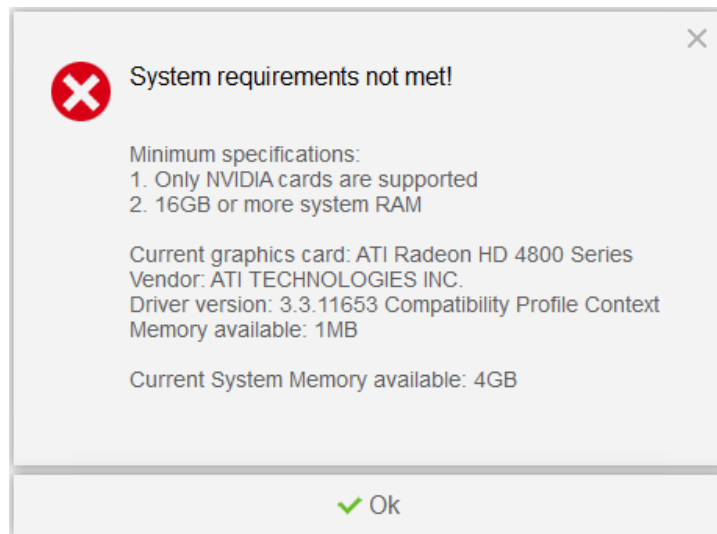 System requirements not met!
Minimum specifications:
1. Only NVIDIA cards are supported
2. 16GB or more system RAM
Current graphics card: ATI Radeon HD 4800 Series
Vendor: ATI TECHNOLOGIES INC.
Driver version: 3.3.11653 Compatibility Profile Context
Memory available: 1MB
Current System Memory available: 4GB
Ok